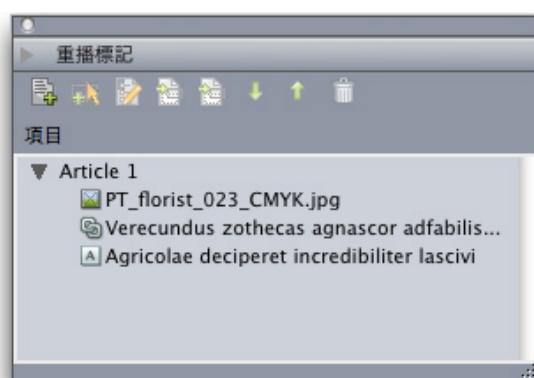 重播標記
項目
Article 1
PT_florist_023_CMYK.jpg
Verecundus zothecas agnascor adfabilis...
A Agricolae deciperet incredibiliter lascivi